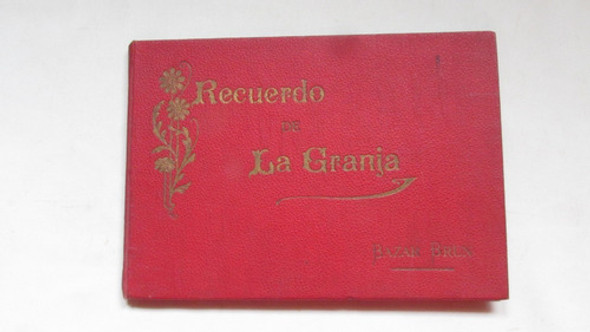 Recuerdo
DE
La Granja
BAZAR BRUN